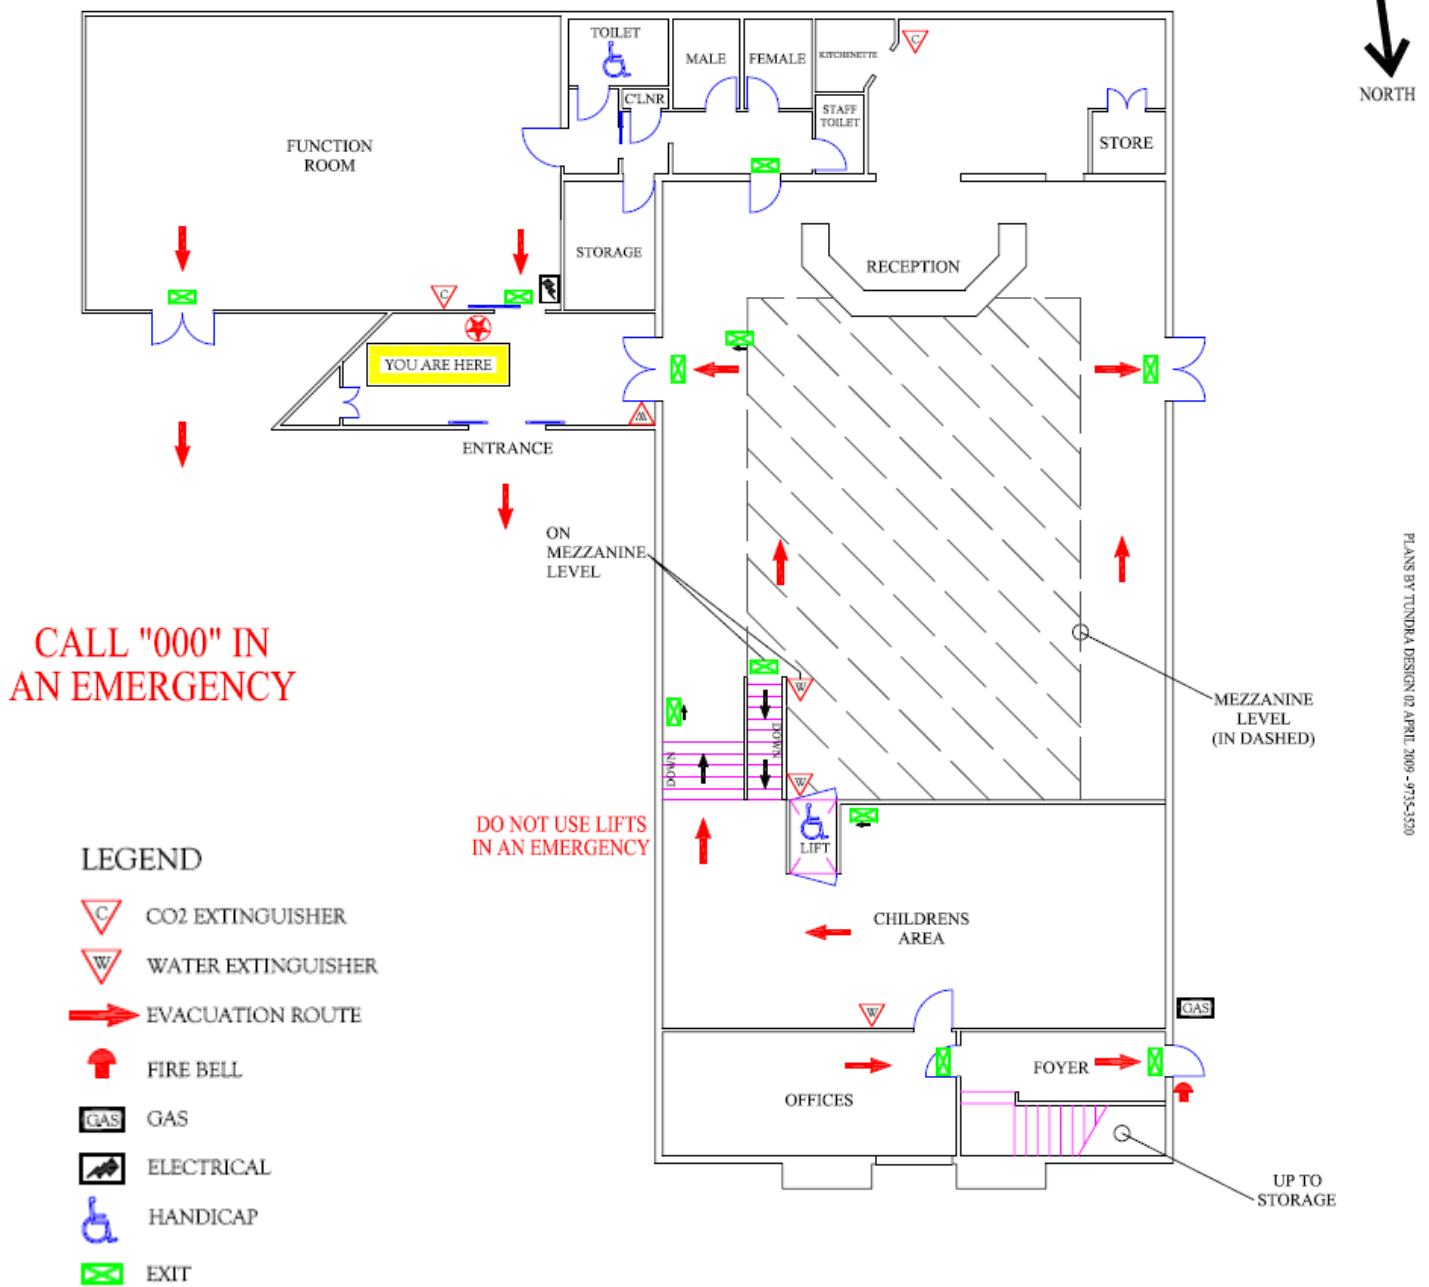 TOILET
MALE
FEMALE
KITCHENETTE
C
NORTH
C'LNR
STAFF
TOILET
STORE
FUNCTION
ROOM
STORAGE
RECEPTION
C
YOU ARE HERE
W
ENTRANCE
ON
MEZZANINE
LEVEL
CALL "000" IN
AN EMERGENCY
W
MEZZANINE
LEVEL
(IN DASHED)
DOWN
DOWN
W
PLANS BY TUNDRA DESIGN 02 APRIL 2009 - 9735-3520
DO NOT USE LIFTS
IN AN EMERGENCY
LIFT
CHILDRENS
AREA
W
GAS
FOYER
OFFICES
UP TO
STORAGE
LEGEND
C CO2 EXTINGUISHER
W WATER EXTINGUISHER
EVACUATION ROUTE
FIRE BELL
GAS GAS
ELECTRICAL
HANDICAP
EXIT